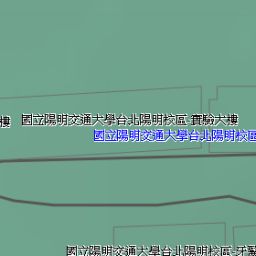 國立陽明交通大學台北陽明校區-實驗大樓
樓
國立陽明交通大學台北陽明校區
國立陽明交通大學台北陽明校區-牙醫